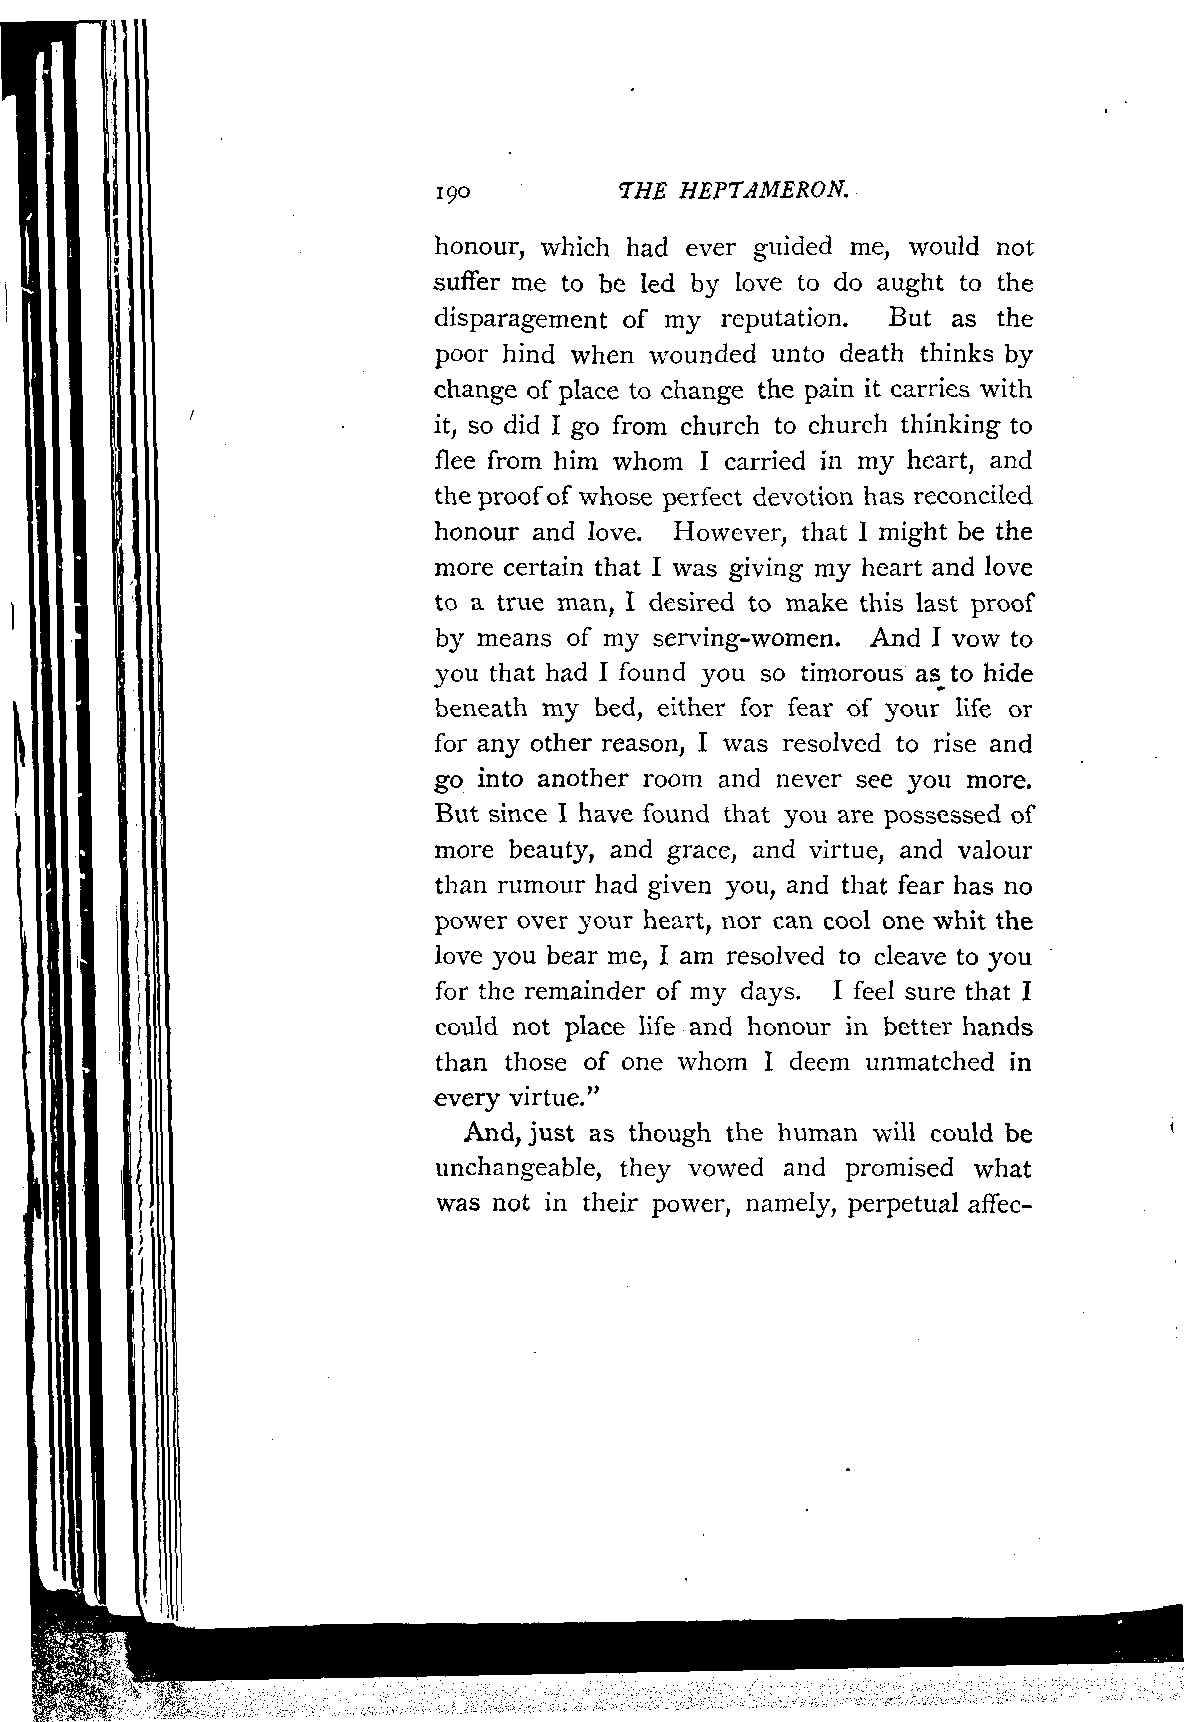 190 THE HEPTAMERON.
honour, which had ever guided me, would not
suffer me to be led by love to do aught to the
disparagement of my reputation. But as the
poor hind when wounded unto death thinks by
change of place to change the pain it carries with
it, so did I go from church to church thinking to
flee from him whom I carried in my heart, and
the proof of whose perfect devotion has reconciled
honour and love. However, that I might be the
more certain that I was giving my heart and love
to a true man, I desired to make this last proof
by means of my serving-women. And I vow to
you that had I found you so timorous as to hide
beneath my bed, either for fear of your life or
for any other reason, I was resolved to rise and
go into another room and never see you more.
But since I have found that you are possessed of
more beauty, and grace, and virtue, and valour
than rumour had given you, and that fear has no
power over your heart, nor can cool one whit the
love you bear me, I am resolved to cleave to you
for the remainder of my days. I feel sure that I
could not place life and honour in better hands
than those of one whom I deem unmatched in
every virtue."
And, just as though the human will could be
unchangeable, they vowed and promised what
was not in their power, namely, perpetual affec-